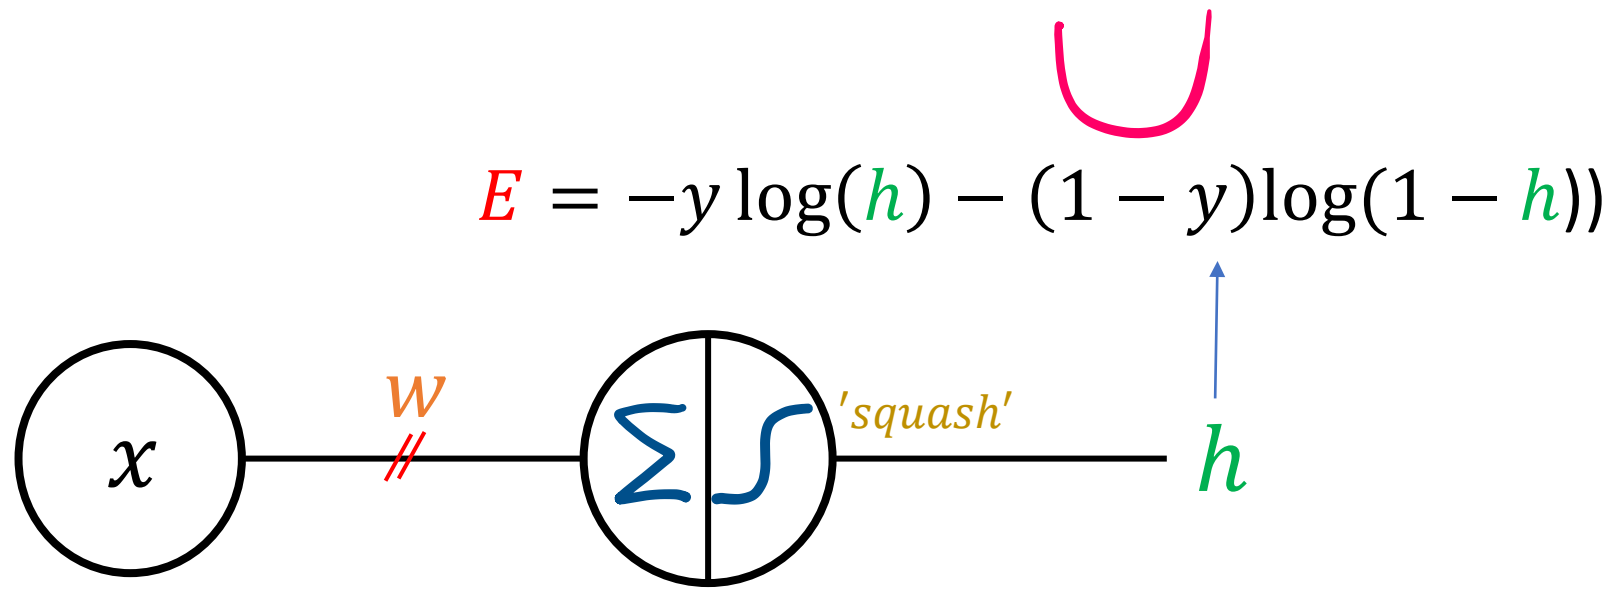 E = −y log(h) − (1 − y)log(1 − h))
w
'squash'
x
Σ
∫
h